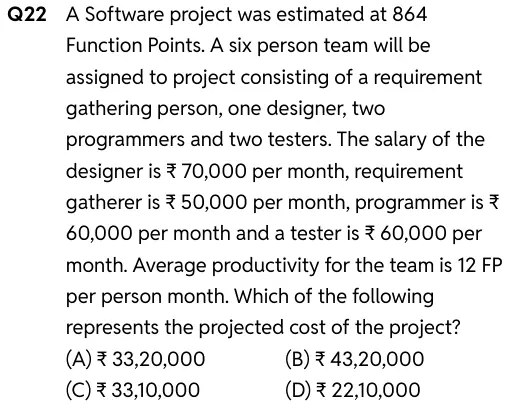 Q22 A Software project was estimated at 864
Function Points. A six person team will be
assigned to project consisting of a requirement
gathering person, one designer, two
programmers and two testers. The salary of the
designer is ₹ 70,000 per month, requirement
gatherer is ₹ 50,000 per month, programmer is ₹
60,000 per month and a tester is ₹ 60,000 per
month. Average productivity for the team is 12 FP
per person month. Which of the following
represents the projected cost of the project?
(A) ₹ 33,20,000 (B) ₹ 43,20,000
(C) ₹ 33,10,000 (D) ₹ 22,10,000